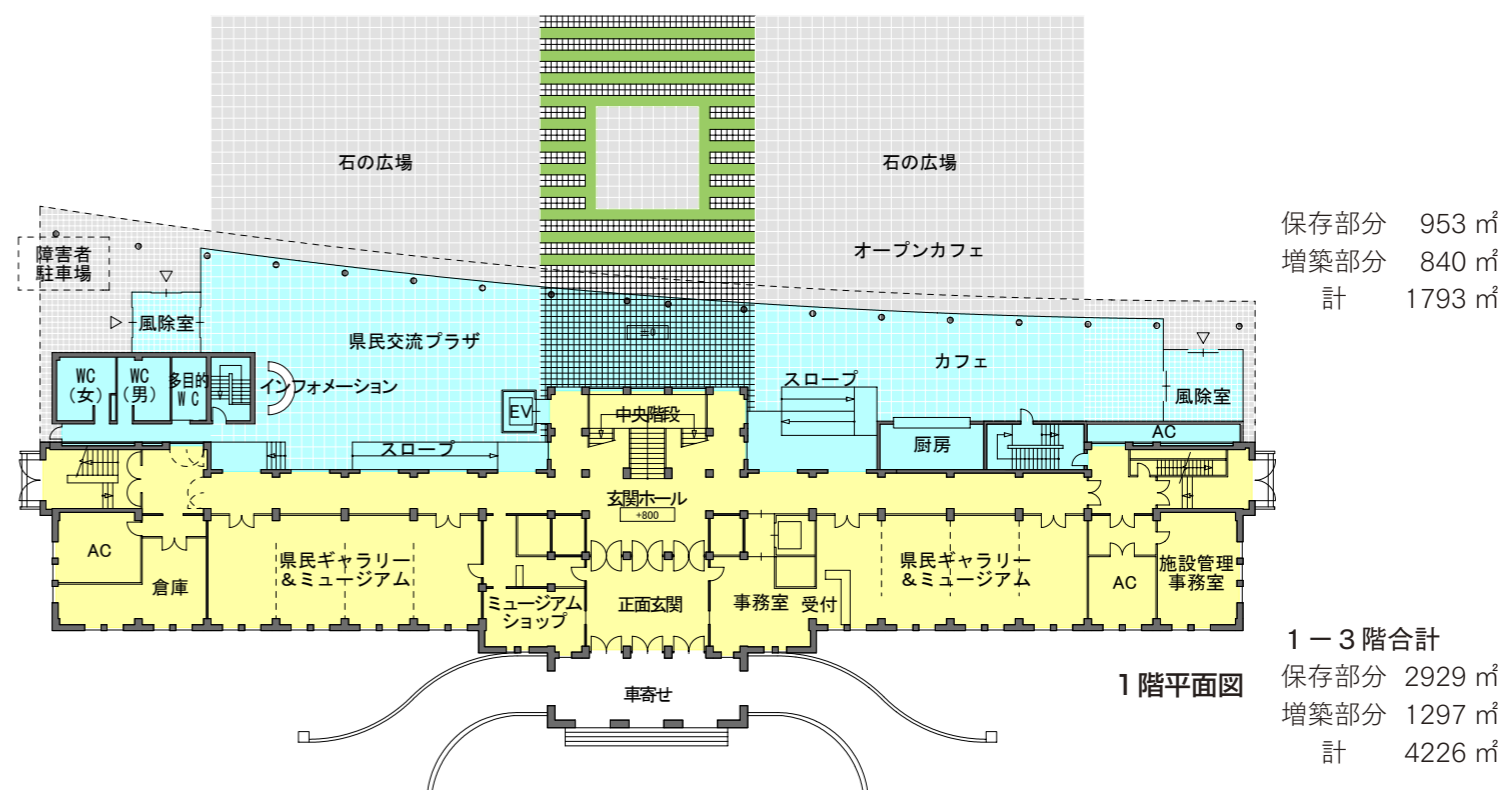 石の広場
石の広場
オープンカフェ
障害者
駐車場
風除室
県民交流プラザ
±0
カフェ
スロープ
風除室
WC
(女)
WC
(男)
多目的
WC
インフォメーション
EV
中央階段
スロープ
厨房
AC
玄関ホール
+800
AC
倉庫
県民ギャラリー
&ミュージアム
ミュージアム
ショップ
正面玄関
事務室
受付
県民ギャラリー
&ミュージアム
AC
施設管理
事務室
車寄せ
1階平面図
保存部分 953 ㎡
増築部分 840 ㎡
計 1793 ㎡
1-3階合計
保存部分 2929 ㎡
増築部分 1297 ㎡
計 4226 ㎡